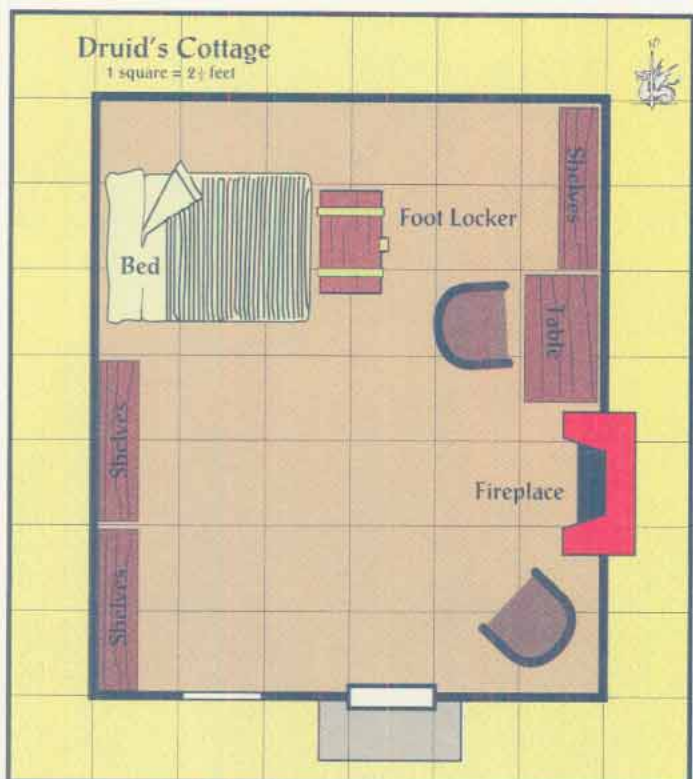 Druid's Cottage
1 square = 2½ feet
Shelves
Foot Locker
Bed
Table
Shelves
Fireplace
Shelves